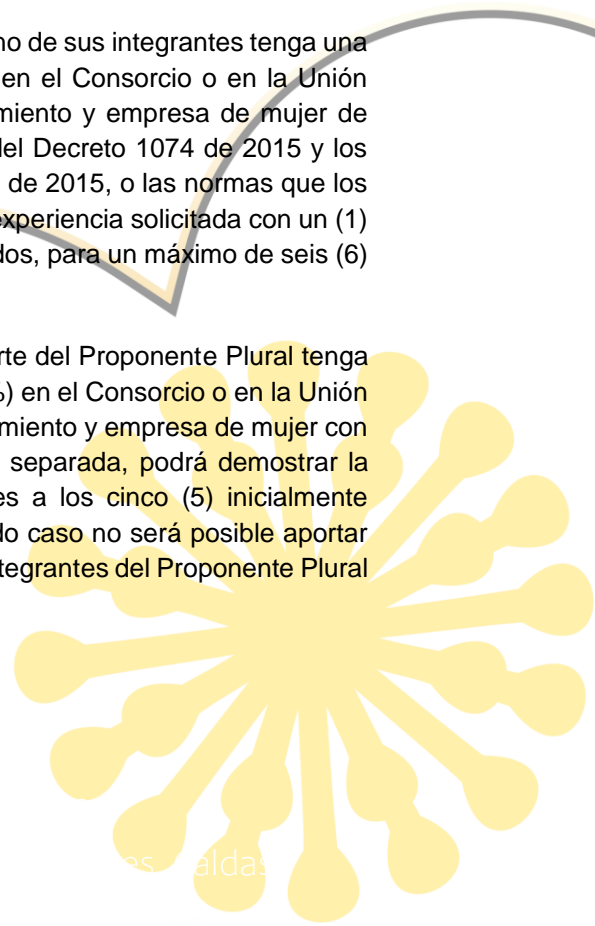 no de sus integrantes tenga una
en el Consorcio o en la Unión
miento y empresa de mujer de
del Decreto 1074 de 2015 y los
de 2015, o las normas que los
experiencia solicitada con un (1)
dos, para un máximo de seis (6)
rte del Proponente Plural tenga
%) en el Consorcio o en la Unión
miento y empresa de mujer con
separada, podrá demostrar la
es a los cinco (5) inicialmente
do caso no será posible aportar
tegrantes del Proponente Plural
es, Caldas